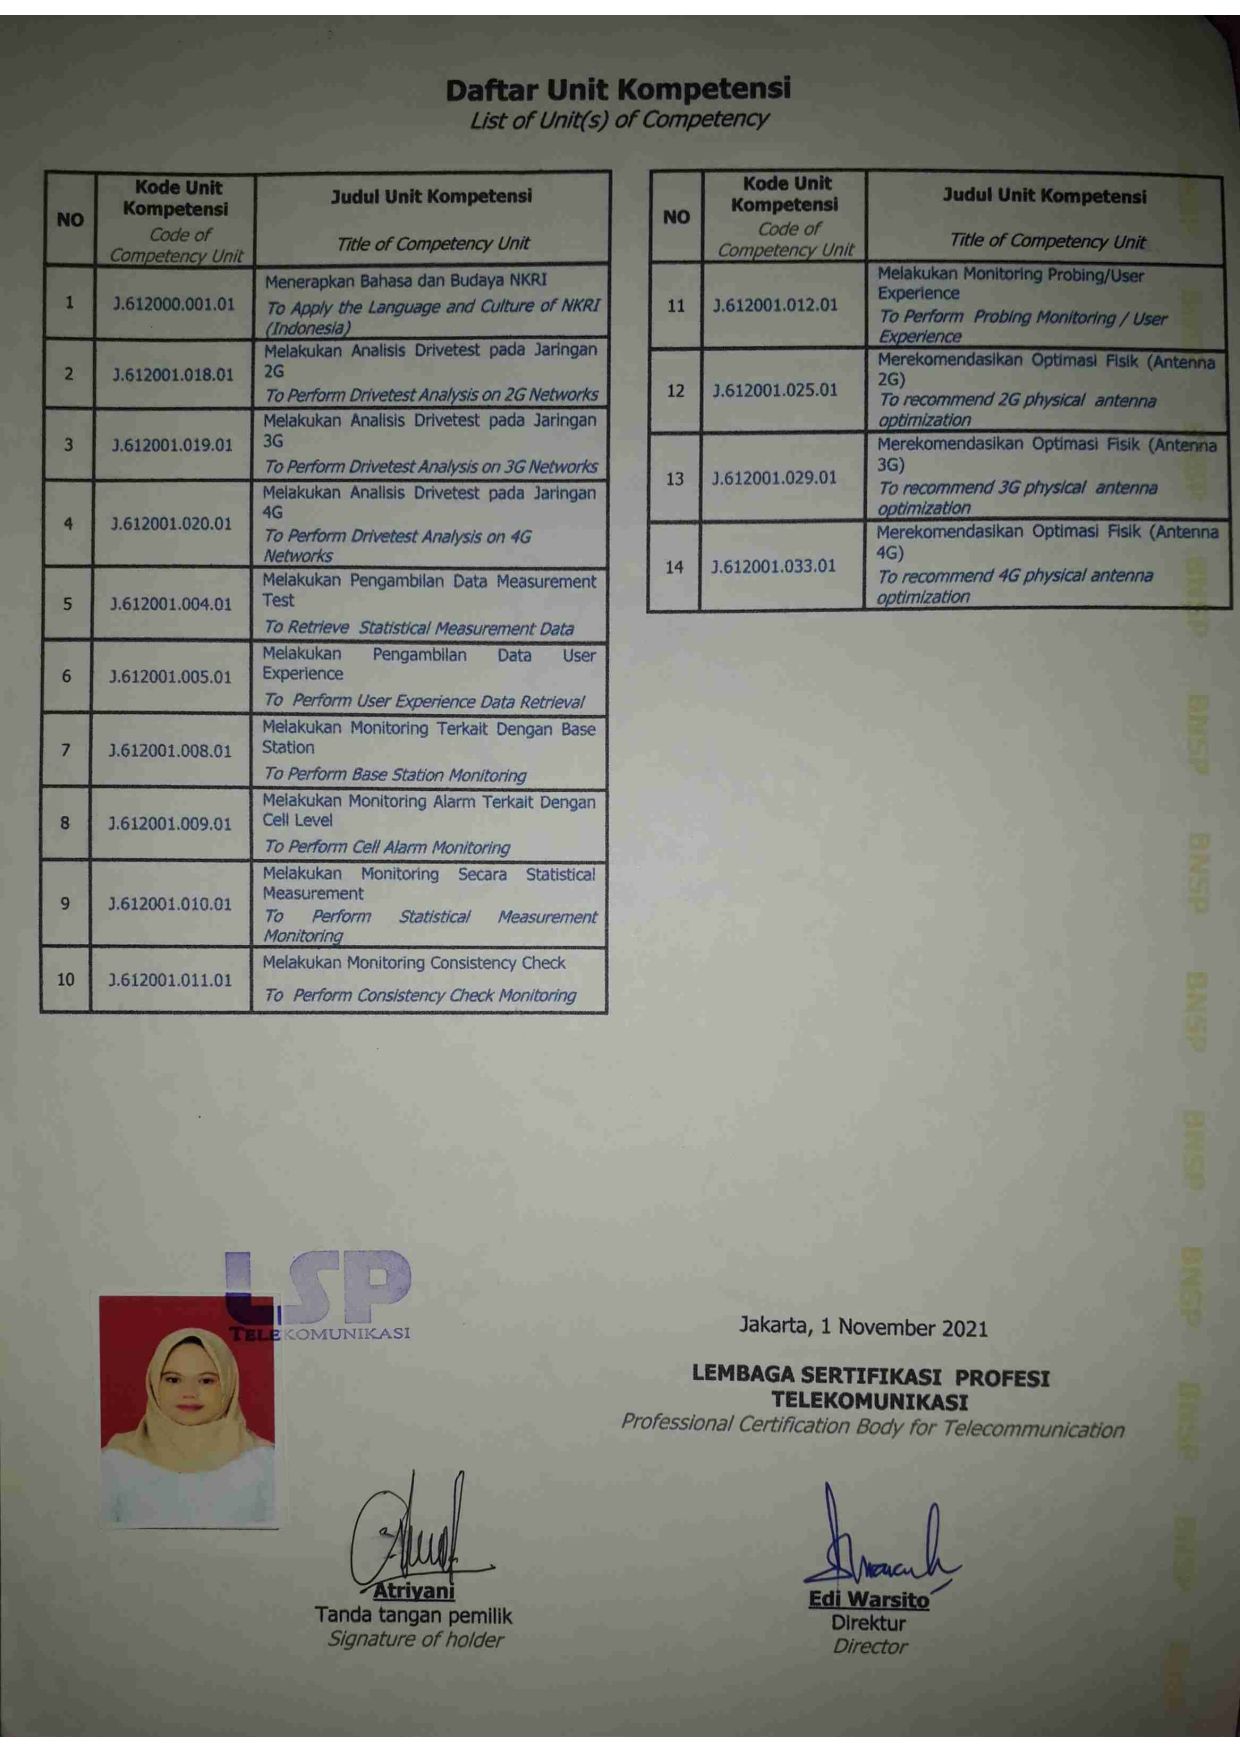 Daftar Unit Kompetensi
List of Unit(s) of Competency
NO
Kode Unit
Kompetensi
Code of
Competency Unit
Judul Unit Kompetensi
Title of Competency Unit
1
J.612000.001.01
Menerapkan Bahasa dan Budaya NKRI
To Apply the Language and Culture of NKRI
(Indonesia)
2
J.612001.018.01
Melakukan Analisis Drivetest pada Jaringan
2G
To Perform Drivetest Analysis on 2G Networks
3
J.612001.019.01
Melakukan Analisis Drivetest pada Jaringan
3G
To Perform Drivetest Analysis on 3G Networks
4
J.612001.020.01
Melakukan Analisis Drivetest pada Jaringan
4G
To Perform Drivetest Analysis on 4G
Networks
5
J.612001.004.01
Melakukan Pengambilan Data Measurement
Test
To Retrieve Statistical Measurement Data
6
J.612001.005.01
Melakukan Pengambilan Data User
Experience
To Perform User Experience Data Retrieval
7
J.612001.008.01
Melakukan Monitoring Terkait Dengan Base
Station
To Perform Base Station Monitoring
8
J.612001.009.01
Melakukan Monitoring Alarm Terkait Dengan
Cell Level
To Perform Cell Alarm Monitoring
9
J.612001.010.01
Melakukan Monitoring Secara Statistical
Measurement
To Perform Statistical Measurement
Monitoring
10
J.612001.011.01
Melakukan Monitoring Consistency Check
To Perform Consistency Check Monitoring
NO
Kode Unit
Kompetensi
Code of
Competency Unit
Judul Unit Kompetensi
Title of Competency Unit
11
J.612001.012.01
Melakukan Monitoring Probing/User
Experience
To Perform Probing Monitoring / User
Experience
12
J.612001.025.01
Merekomendasikan Optimasi Fisik (Antenna
2G)
To recommend 2G physical antenna
optimization
13
J.612001.029.01
Merekomendasikan Optimasi Fisik (Antenna
3G)
To recommend 3G physical antenna
optimization
14
J.612001.033.01
Merekomendasikan Optimasi Fisik (Antenna
4G)
To recommend 4G physical antenna
optimization
BNSP
BNSP
BNSP
BNSP
BNSP
BNSP
BNSP
BNSP
LSP
TELEKOMUNIKASI
Jakarta, 1 November 2021
LEMBAGA SERTIFIKASI PROFESI
TELEKOMUNIKASI
Professional Certification Body for Telecommunication
Atriyani
Tanda tangan pemilik
Signature of holder
Edi Warsito
Direktur
Director